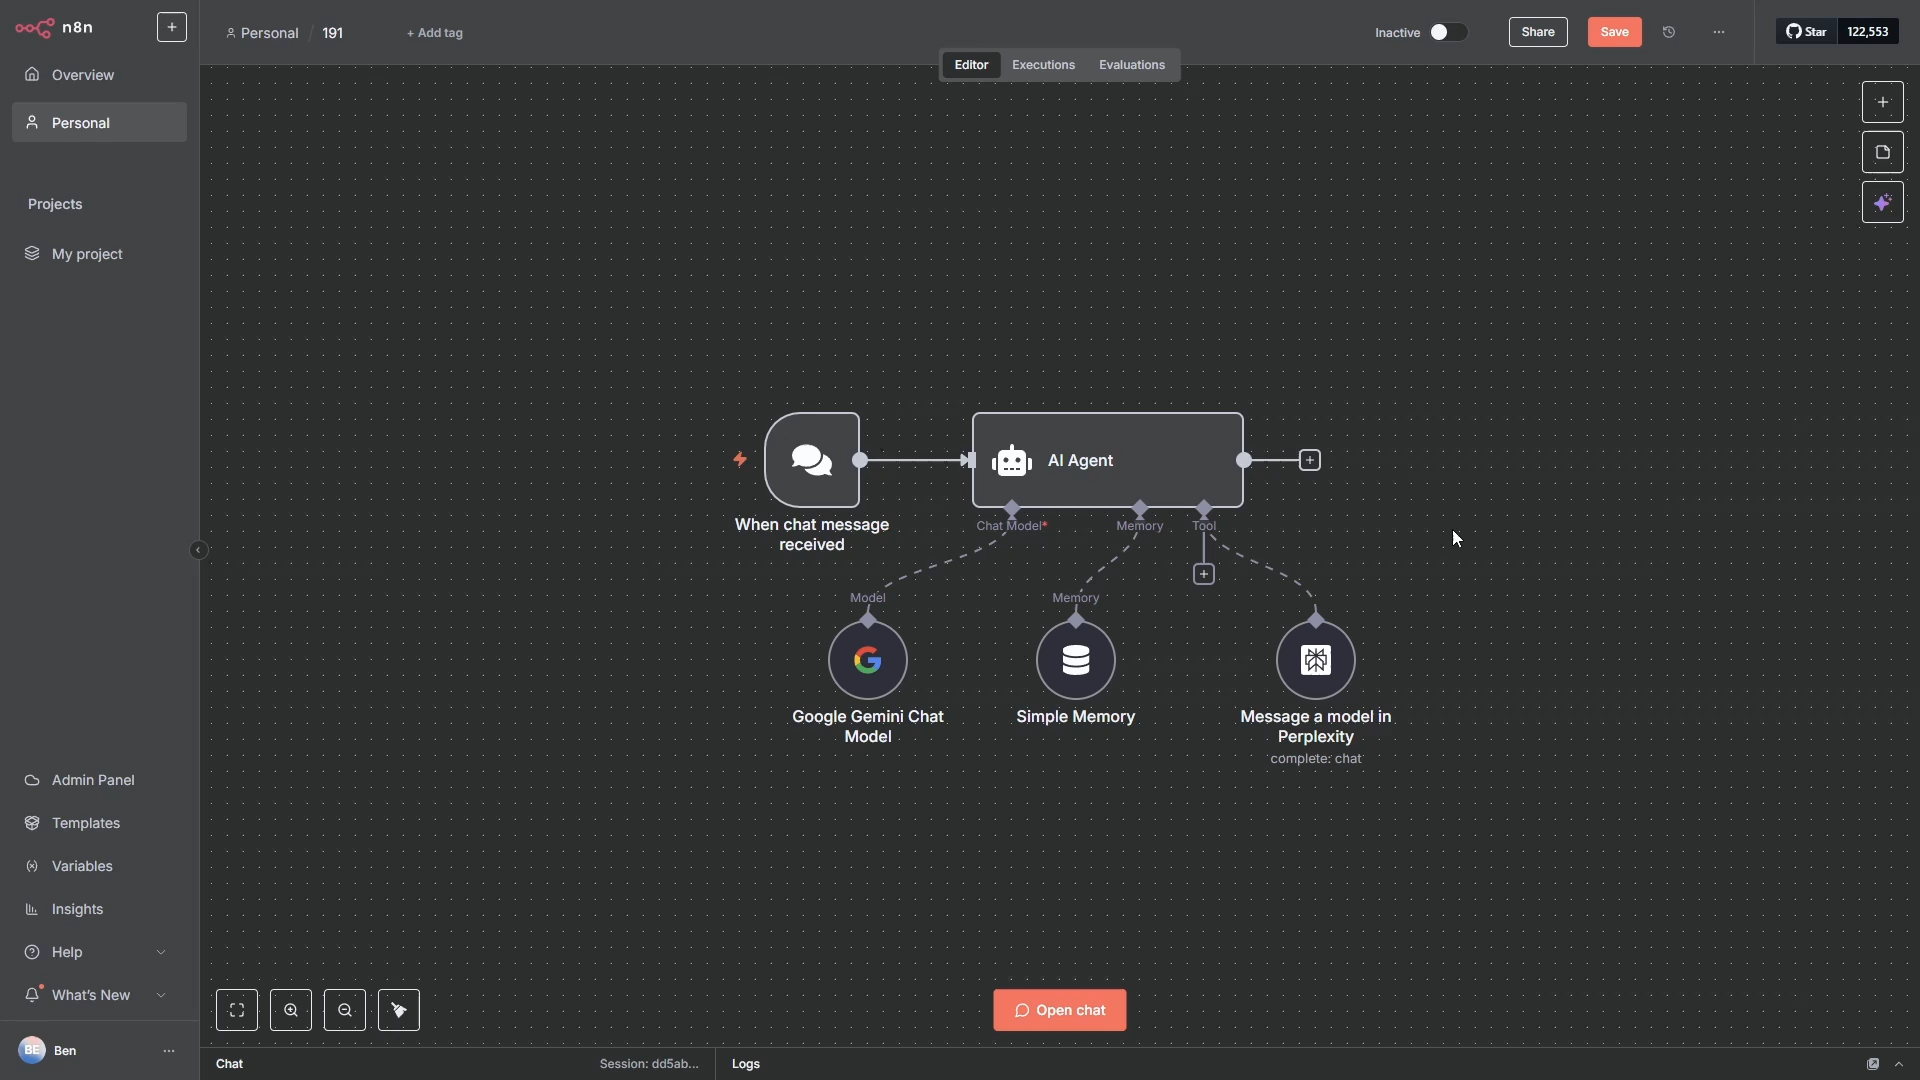 n8n
Personal / 191
+ Add tag
Inactive
Share
Save
Star
122,553
Editor
Executions
Evaluations
Overview
Personal
Projects
My project
AI Agent
When chat message
received
Chat Model*
Memory
Tool
Model
Memory
Google Gemini Chat
Model
Simple Memory
Message a model in
Perplexity
complete: chat
Admin Panel
Templates
Variables
Insights
Help
What's New
BE
Ben
Open chat
Chat
Session: dd5ab...
Logs